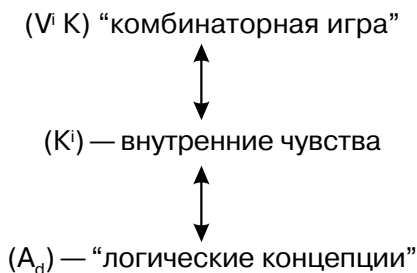 (Vⁱ K) “комбинаторная игра”
(Kⁱ) — внутренние чувства
(A_d) — “логические концепции”